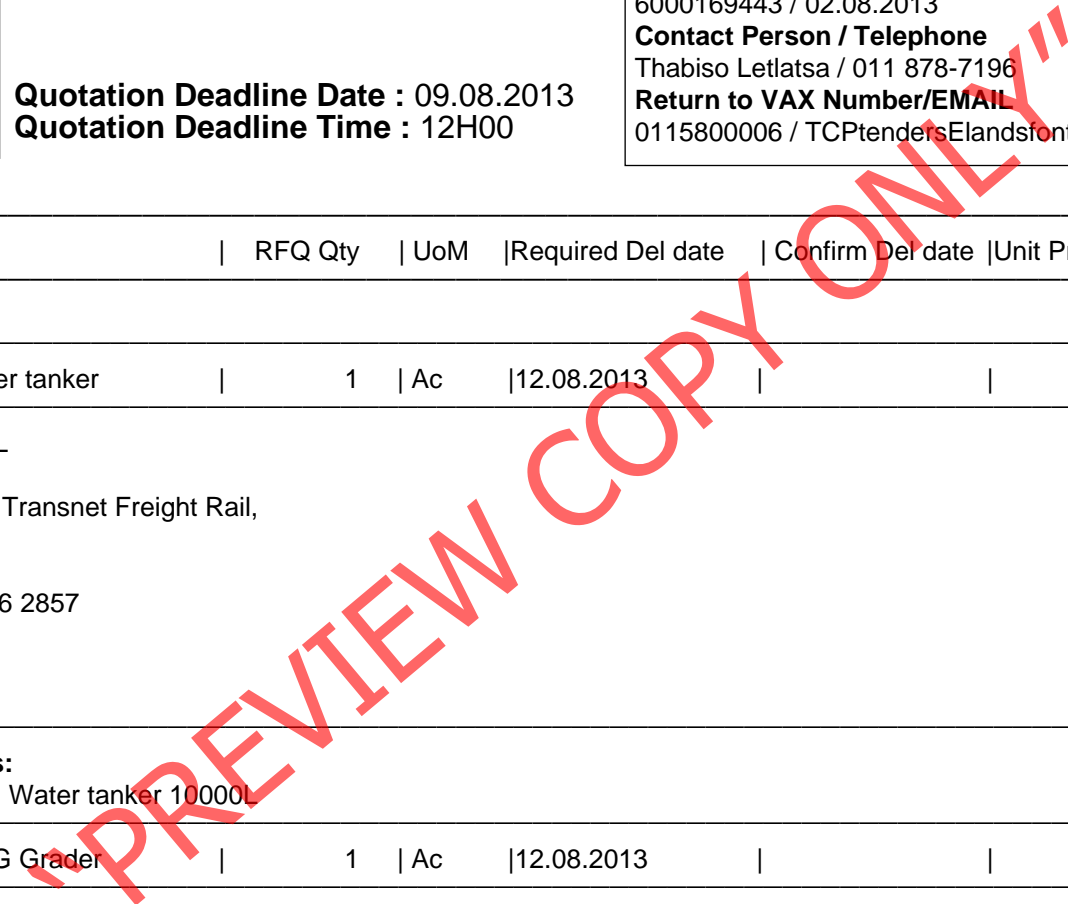 6000169443 / 02.08.2013
Contact Person / Telephone
Thabiso Letlatsa / 011 878-7196
Return to VAX Number/EMAIL
0115800006 / TCPtendersElandsfont
Quotation Deadline Date : 09.08.2013
Quotation Deadline Time : 12H00
| RFQ Qty | UoM |Required Del date | Confirm Del date |Unit Pr
er tanker | 1 | Ac |12.08.2013 | |
Transnet Freight Rail,
6 2857
s:
Water tanker 10000L
G Grader | 1 | Ac |12.08.2013 | |
"PREVIEW COPY ONLY"